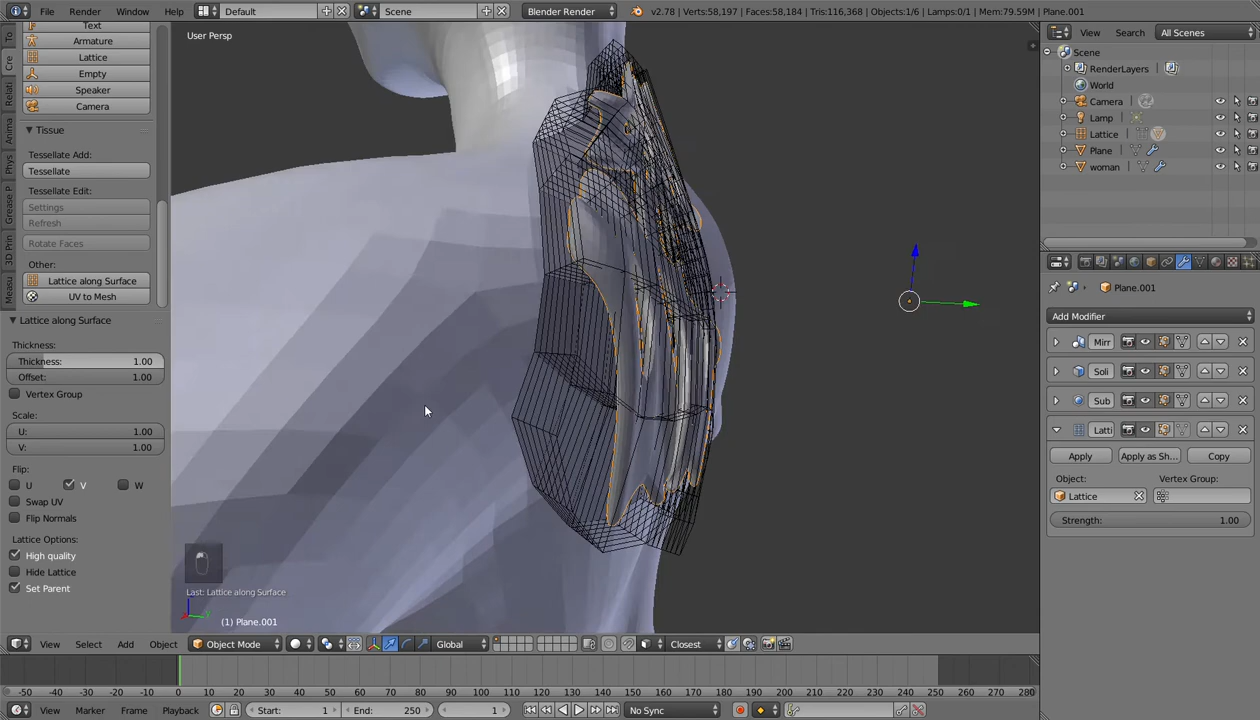 File Render Window Help Default Scene Blender Render v2.78 | Verts:58,197 | Faces:58,184 | Tris:116,368 | Objects:1/6 | Lamps:0/1 | Mem:79.59M | Plane.001
Text
Armature
Lattice
Empty
Speaker
Camera
Tissue
Tessellate Add:
Tessellate
Tessellate Edit:
Settings
Refresh
Rotate Faces
Other:
Lattice along Surface
UV to Mesh
To
Cre
Relati
Anima
Phys
Grease P
3D Prin
Measu
Lattice along Surface
Thickness:
Thickness: 1.00
Offset: 1.00
Vertex Group
Scale:
U: 1.00
V: 1.00
Flip:
U V W
Swap UV
Flip Normals
Lattice Options:
High quality
Hide Lattice
Set Parent
User Persp
Last: Lattice along Surface
(1) Plane.001
View Select Add Object Object Mode Global Closest
-50 -40 -30 -20 -10 0 10 20 30 40 50 60 70 80 90 100 110 120 130 140 150 160 170 180 190 200 210 220 230 240 250 260 270 280
View Marker Frame Playback Start: 1 End: 250 1 No Sync
View Search All Scenes
Scene
RenderLayers |
World
Camera
Lamp
Lattice
Plane
woman
Plane.001
Add Modifier
Mirr
Soli
Sub
Latti
Apply Apply as Sh... Copy
Object: Vertex Group:
Lattice
Strength: 1.00